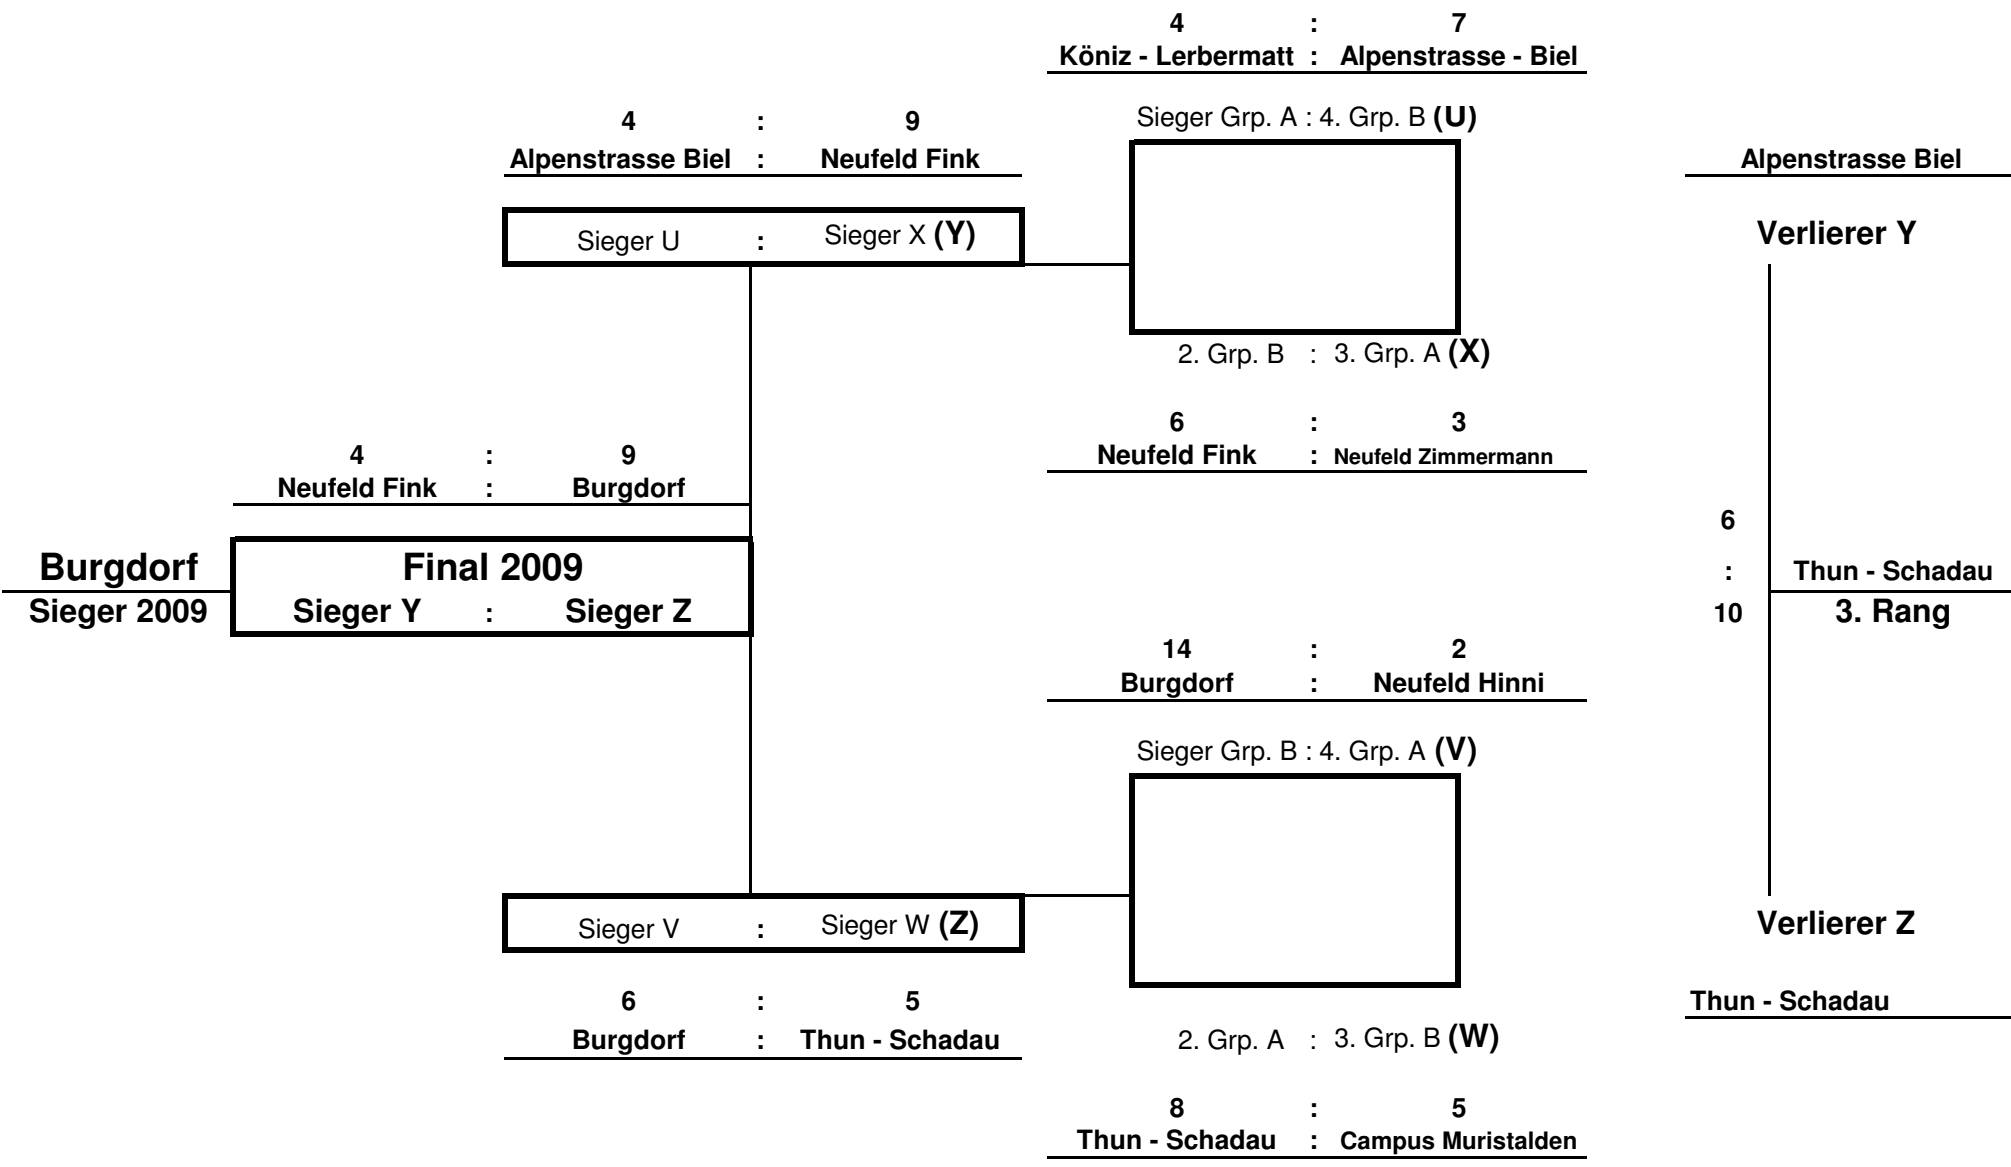 4 : 7
Köniz - Lerbermatt : Alpenstrasse - Biel
Sieger Grp. A : 4. Grp. B (U)
4 : 9
Alpenstrasse Biel : Neufeld Fink
Alpenstrasse Biel
Sieger U : Sieger X (Y)
Verlierer Y
2. Grp. B : 3. Grp. A (X)
6 : 3
Neufeld Fink : Neufeld Zimmermann
4 : 9
Neufeld Fink : Burgdorf
6
:
10
Burgdorf
Sieger 2009
Final 2009
Sieger Y : Sieger Z
Thun - Schadau
3. Rang
14 : 2
Burgdorf : Neufeld Hinni
Sieger Grp. B : 4. Grp. A (V)
Sieger V : Sieger W (Z)
Verlierer Z
6 : 5
Burgdorf : Thun - Schadau
Thun - Schadau
2. Grp. A : 3. Grp. B (W)
8 : 5
Thun - Schadau : Campus Muristalden